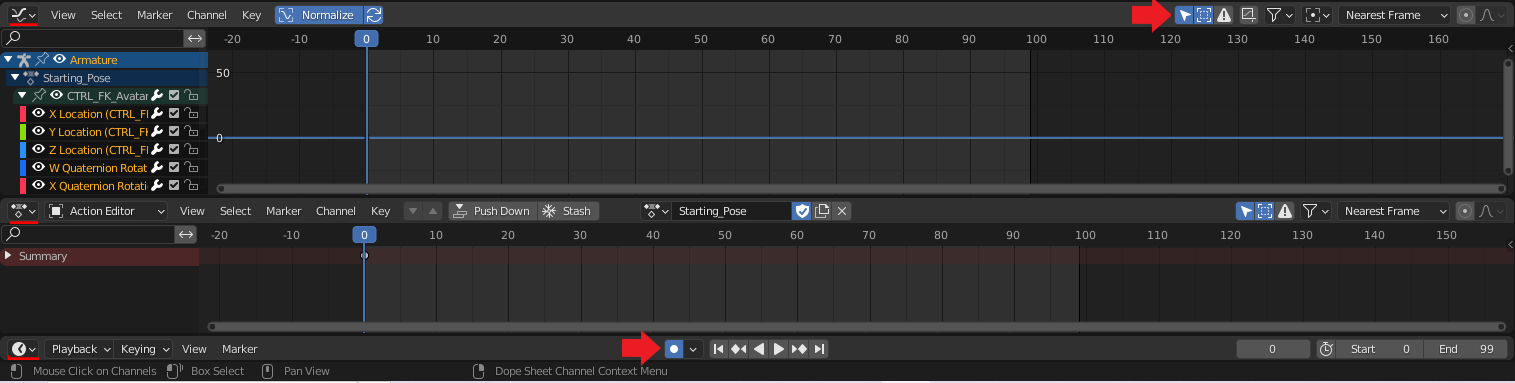 View Select Marker Channel Key Normalize Nearest Frame
-20 -10 0 10 20 30 40 50 60 70 80 90 100 110 120 130 140 150 160
Armature
50
Starting_Pose
CTRL_FK_Avatar
X Location (CTRL_F
Y Location (CTRL_F
0
Z Location (CTRL_F
W Quaternion Rotat
X Quaternion Rotati
Action Editor View Select Marker Channel Key Push Down Stash Starting_Pose Nearest Frame
-20 -10 0 10 20 30 40 50 60 70 80 90 100 110 120 130 140 150
Summary
Playback Keying View Marker 0 Start 0 End 99
Mouse Click on Channels Box Select Pan View Dope Sheet Channel Context Menu